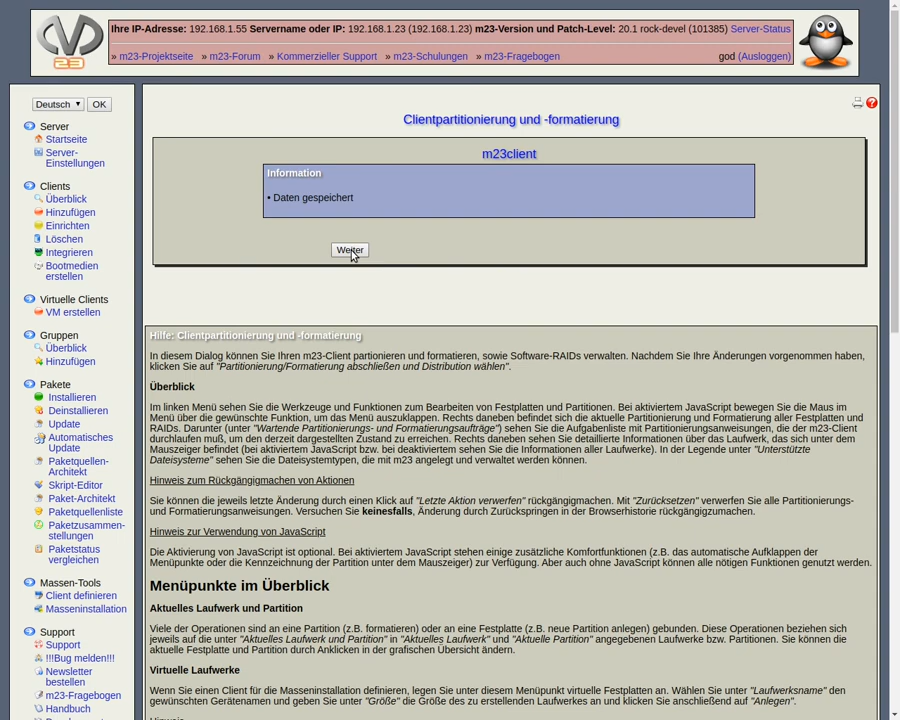 Ihre IP-Adresse: 192.168.1.55 Servername oder IP: 192.168.1.23 (192.168.1.23) m23-Version und Patch-Level: 20.1 rock-devel (101385) Server-Status
» m23-Projektseite » m23-Forum » Kommerzieller Support » m23-Schulungen » m23-Fragebogen god (Ausloggen)
23
Deutsch OK
Server
Startseite
Server-
Einstellungen
Clients
Überblick
Hinzufügen
Einrichten
Löschen
Integrieren
Bootmedien
erstellen
Virtuelle Clients
VM erstellen
Gruppen
Überblick
Hinzufügen
Pakete
Installieren
Deinstallieren
Update
Automatisches
Update
Paketquellen-
Architekt
Skript-Editor
Paket-Architekt
Paketquellenliste
Paketzusammen-
stellungen
Paketstatus
vergleichen
Massen-Tools
Client definieren
Masseninstallation
Support
Support
!!!Bug melden!!!
Newsletter
bestellen
m23-Fragebogen
Handbuch
Clientpartitionierung und -formatierung
m23client
Information
• Daten gespeichert
Weiter
Hilfe: Clientpartitionierung und -formatierung
In diesem Dialog können Sie Ihren m23-Client partionieren und formatieren, sowie Software-RAIDs verwalten. Nachdem Sie Ihre Änderungen vorgenommen haben,
klicken Sie auf "Partitionierung/Formatierung abschließen und Distribution wählen".
Überblick
Im linken Menü sehen Sie die Werkzeuge und Funktionen zum Bearbeiten von Festplatten und Partitionen. Bei aktiviertem JavaScript bewegen Sie die Maus im
Menü über die gewünschte Funktion, um das Menü auszuklappen. Rechts daneben befindet sich die aktuelle Partitionierung und Formatierung aller Festplatten und
RAIDs. Darunter (unter "Wartende Partitionierungs- und Formatierungsaufträge") sehen Sie die Aufgabenliste mit Partitionierungsanweisungen, die der m23-Client
durchlaufen muß, um den derzeit dargestellten Zustand zu erreichen. Rechts daneben sehen Sie detaillierte Informationen über das Laufwerk, das sich unter dem
Mauszeiger befindet (bei aktiviertem JavaScript bzw. bei deaktiviertem sehen Sie die Informationen aller Laufwerke). In der Legende unter "Unterstützte
Dateisysteme" sehen Sie die Dateisystemtypen, die mit m23 angelegt und verwaltet werden können.
Hinweis zum Rückgängigmachen von Aktionen
Sie können die jeweils letzte Änderung durch einen Klick auf "Letzte Aktion verwerfen" rückgängigmachen. Mit "Zurücksetzen" verwerfen Sie alle Partitionierungs-
und Formatierungsanweisungen. Versuchen Sie keinesfalls, Änderung durch Zurückspringen in der Browserhistorie rückgängigzumachen.
Hinweis zur Verwendung von JavaScript
Die Aktivierung von JavaScript ist optional. Bei aktiviertem JavaScript stehen einige zusätzliche Komfortfunktionen (z.B. das automatische Aufklappen der
Menüpunkte oder die Kennzeichnung der Partition unter dem Mauszeiger) zur Verfügung. Aber auch ohne JavaScript können alle nötigen Funktionen genutzt werden.
Menüpunkte im Überblick
Aktuelles Laufwerk und Partition
Viele der Operationen sind an eine Partition (z.B. formatieren) oder an eine Festplatte (z.B. neue Partition anlegen) gebunden. Diese Operationen beziehen sich
jeweils auf die unter "Aktuelles Laufwerk und Partition" in "Aktuelles Laufwerk" und "Aktuelle Partition" angegebenen Laufwerke bzw. Partitionen. Sie können die
aktuelle Festplatte und Partition durch Anklicken in der grafischen Übersicht ändern.
Virtuelle Laufwerke
Wenn Sie einen Client für die Masseninstallation definieren, legen Sie unter diesem Menüpunkt virtuelle Festplatten an. Wählen Sie unter "Laufwerksname" den
gewünschten Gerätenamen und geben Sie unter "Größe" die Größe des zu erstellenden Laufwerkes an und klicken Sie anschließend auf "Anlegen".